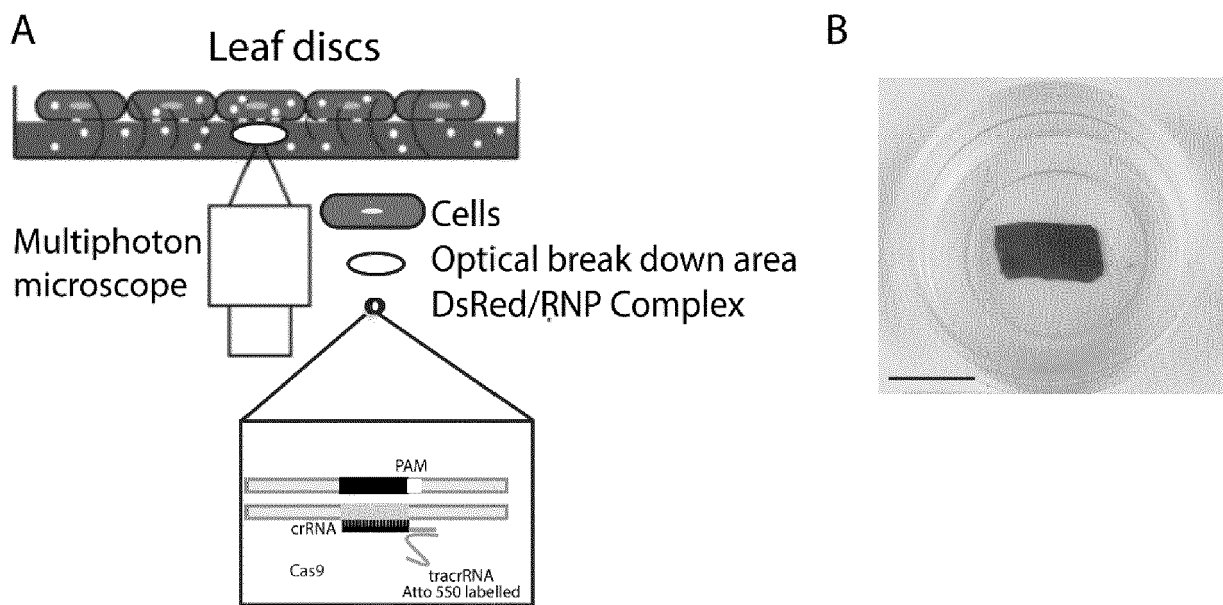 A
Leaf discs
Multiphoton
microscope
Cells
Optical break down area
DsRed/RNP Complex
PAM
crRNA
Cas9
tracrRNA
Atto 550 labelled
B